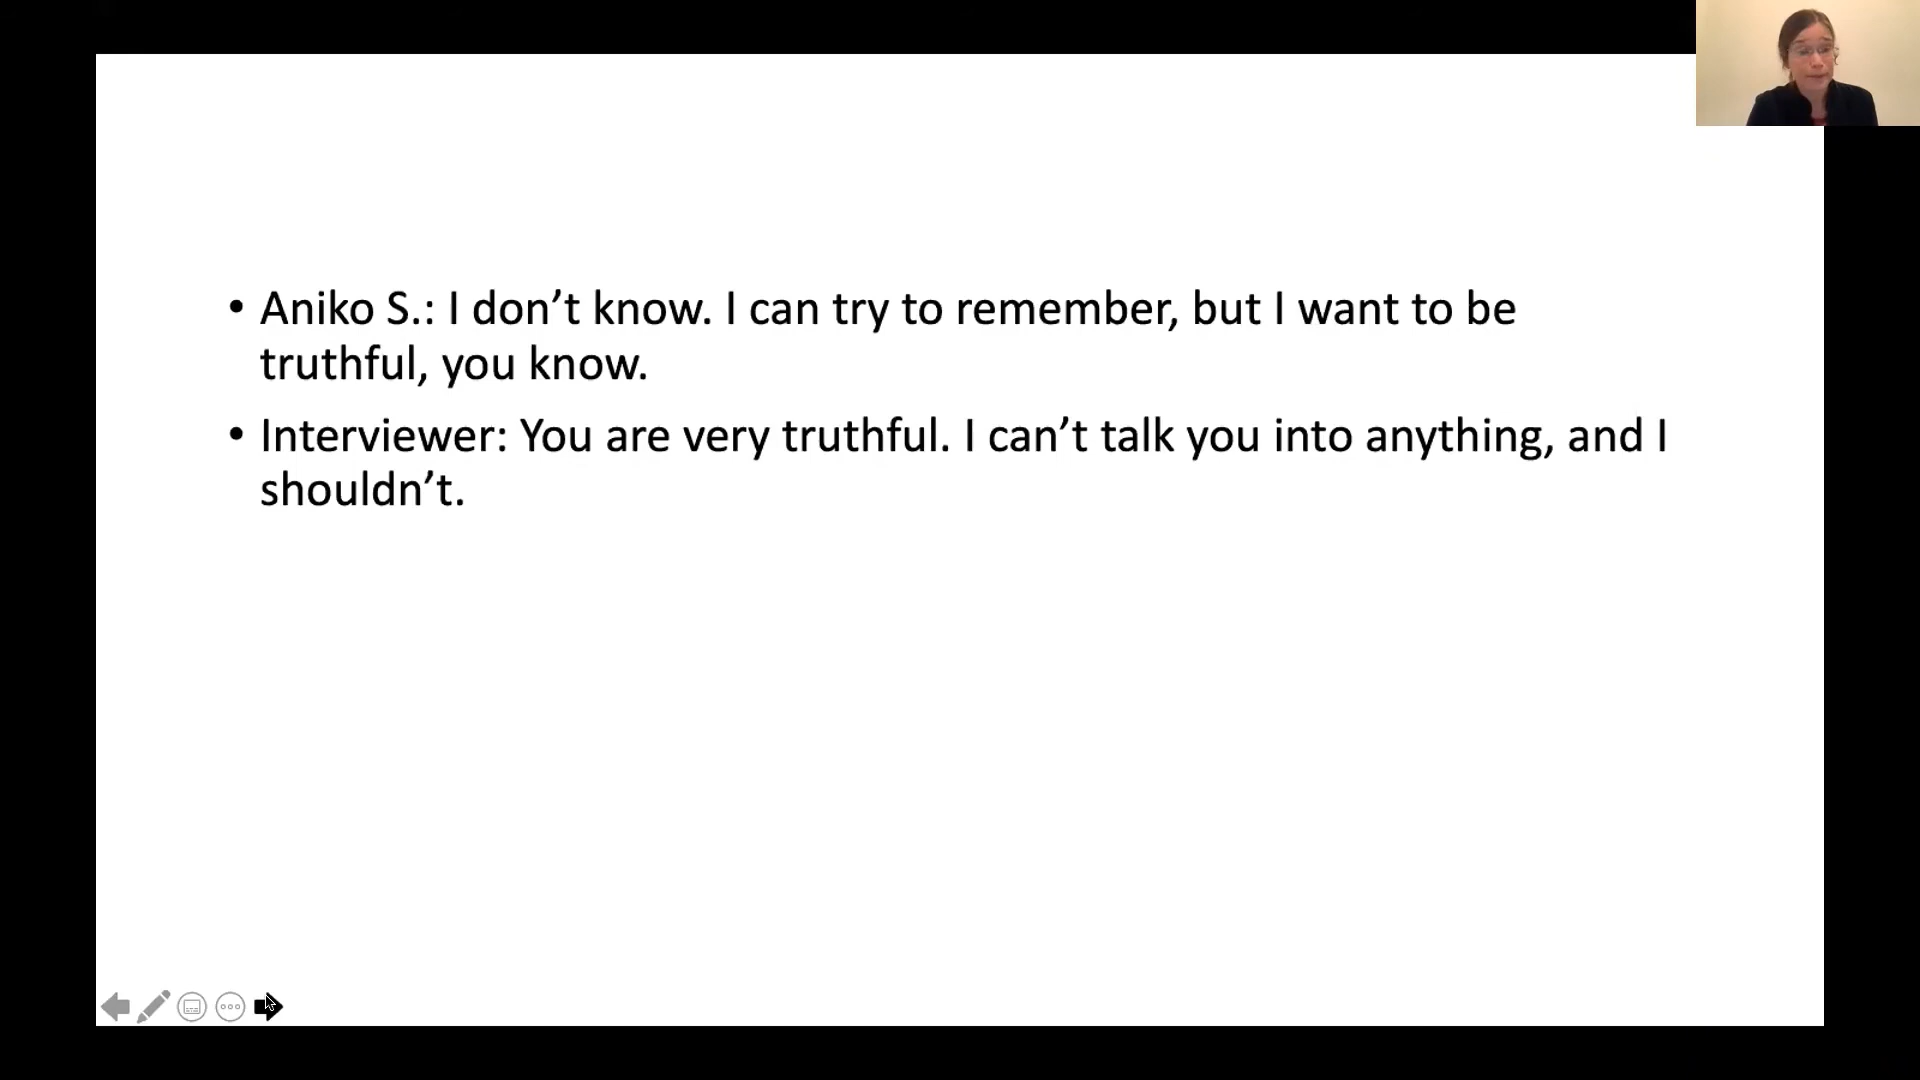 • Aniko S.: I don’t know. I can try to remember, but I want to be
truthful, you know.
• Interviewer: You are very truthful. I can’t talk you into anything, and I
shouldn’t.